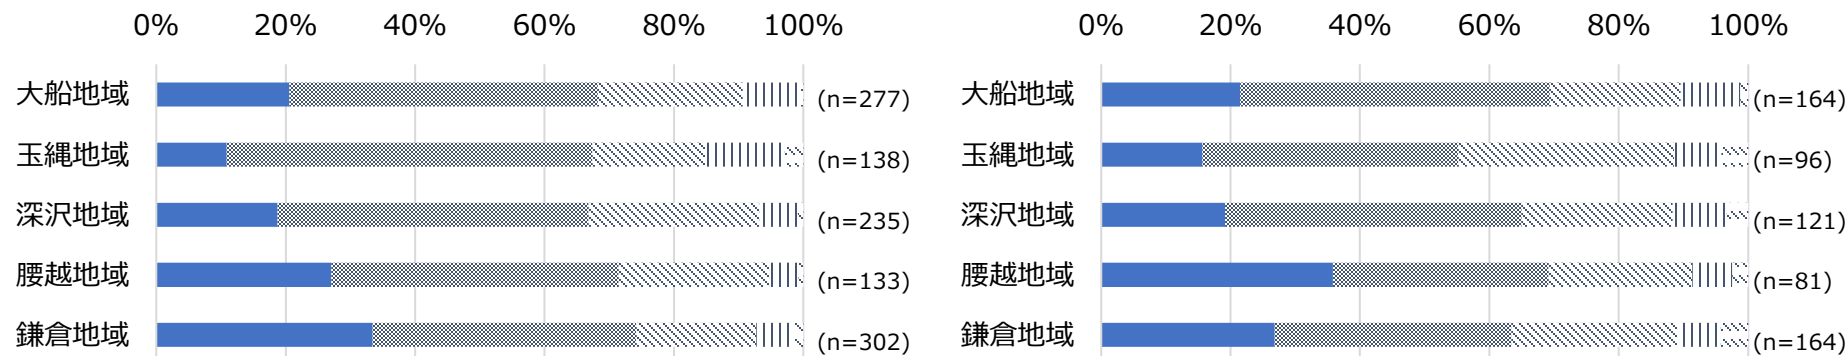 0% 20% 40% 60% 80% 100%
大船地域 (n=277)
玉縄地域 (n=138)
深沢地域 (n=235)
腰越地域 (n=133)
鎌倉地域 (n=302)
0% 20% 40% 60% 80% 100%
大船地域 (n=164)
玉縄地域 (n=96)
深沢地域 (n=121)
腰越地域 (n=81)
鎌倉地域 (n=164)